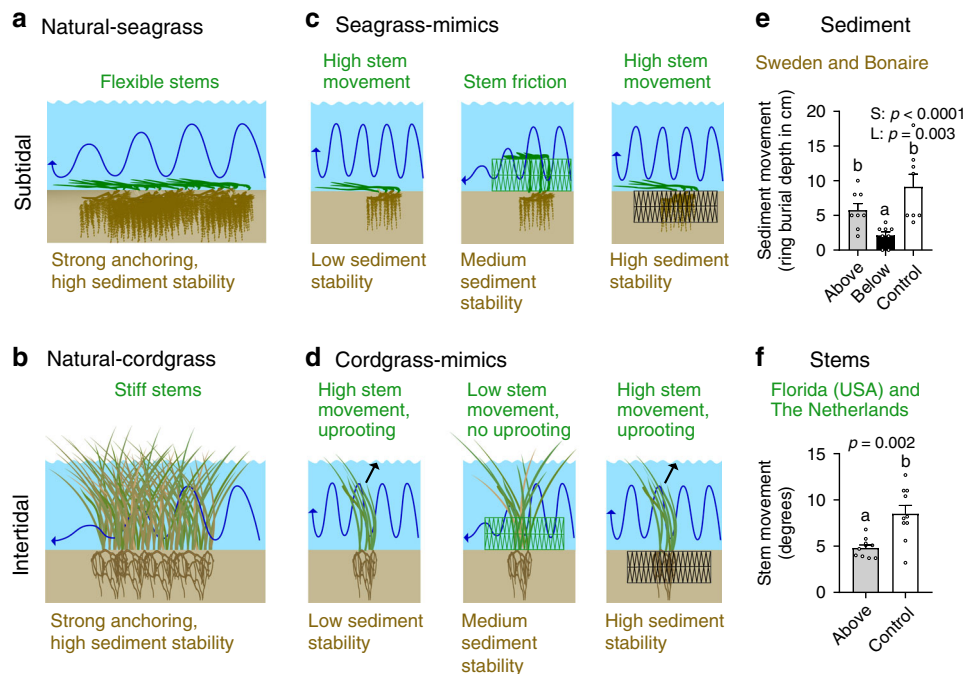 a Natural-seagrass
Flexible stems
Subtidal
Strong anchoring,
high sediment stability
b Natural-cordgrass
Stiff stems
Intertidal
Strong anchoring,
high sediment stability
c Seagrass-mimics
High stem
movement
Stem friction
High stem
movement
Low sediment
stability
Medium
sediment
stability
High sediment
stability
d Cordgrass-mimics
High stem
movement,
uprooting
Low stem
movement,
no uprooting
High stem
movement,
uprooting
Low sediment
stability
Medium
sediment
stability
High sediment
stability
e Sediment
Sweden and Bonaire
Sediment movement
(ring burial depth in cm)
20
15
10
5
0
S: p < 0.0001
L: p = 0.003
b
a
b
Above
Below
Control
f Stems
Florida (USA) and
The Netherlands
Stem movement
(degrees)
15
10
5
0
p = 0.002
a
b
Above
Control